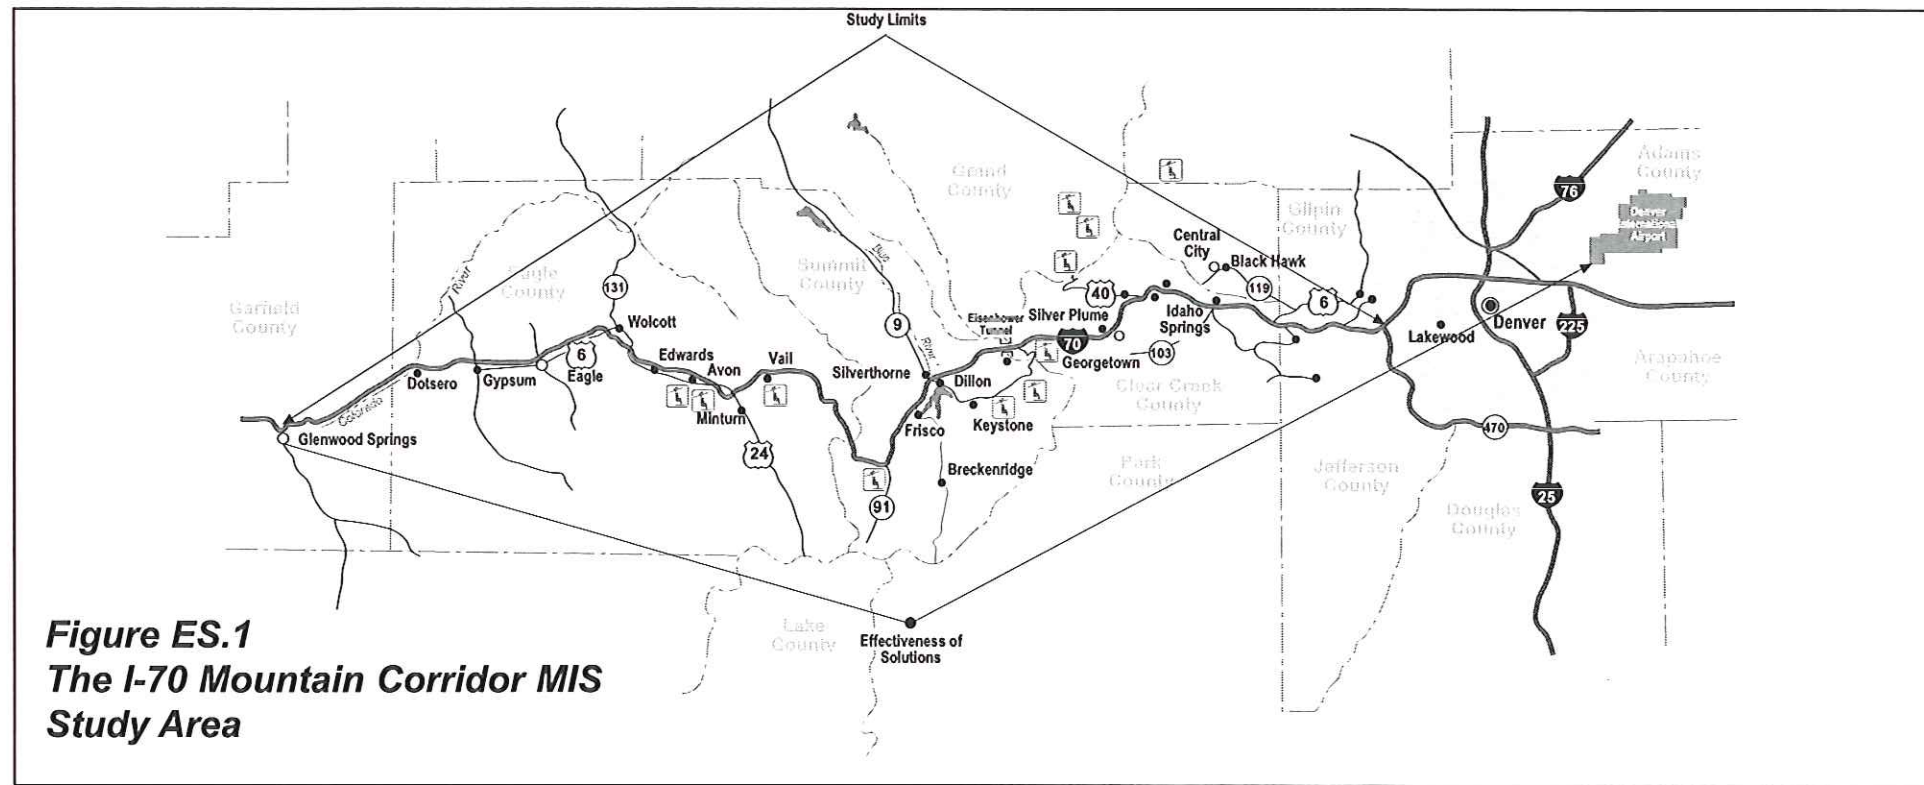 Study Limits
Adams
County
76
Grand
County
Denver
International
Airport
Gilpin
County
Central
City
Black Hawk
Blue
River
Eagle
County
Summit
County
131
119
40
6
Garfield
County
9
Eisenhower
Tunnel
Silver Plume
Idaho
Springs
Denver
Lakewood
225
Wolcott
River
70
103
Georgetown
6
Eagle
Edwards
Avon
Vail
Silverthorne
Dillon
Arapahoe
County
Dotsero
Gypsum
Clear Creek
County
Colorado
Minturn
Frisco
Keystone
470
Glenwood Springs
24
Breckenridge
Park
County
Jefferson
County
25
91
Douglas
County
Lake
County
Effectiveness of
Solutions
Figure ES.1
The I-70 Mountain Corridor MIS
Study Area